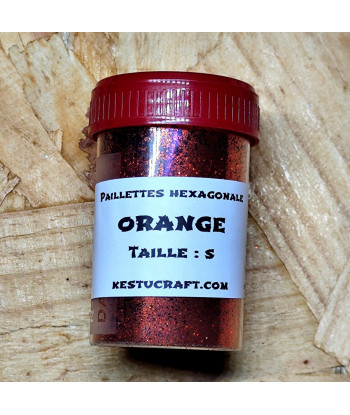 PAILLETTES HEXAGONALE
ORANGE
TAILLE : S
KESTUCRAFT.COM